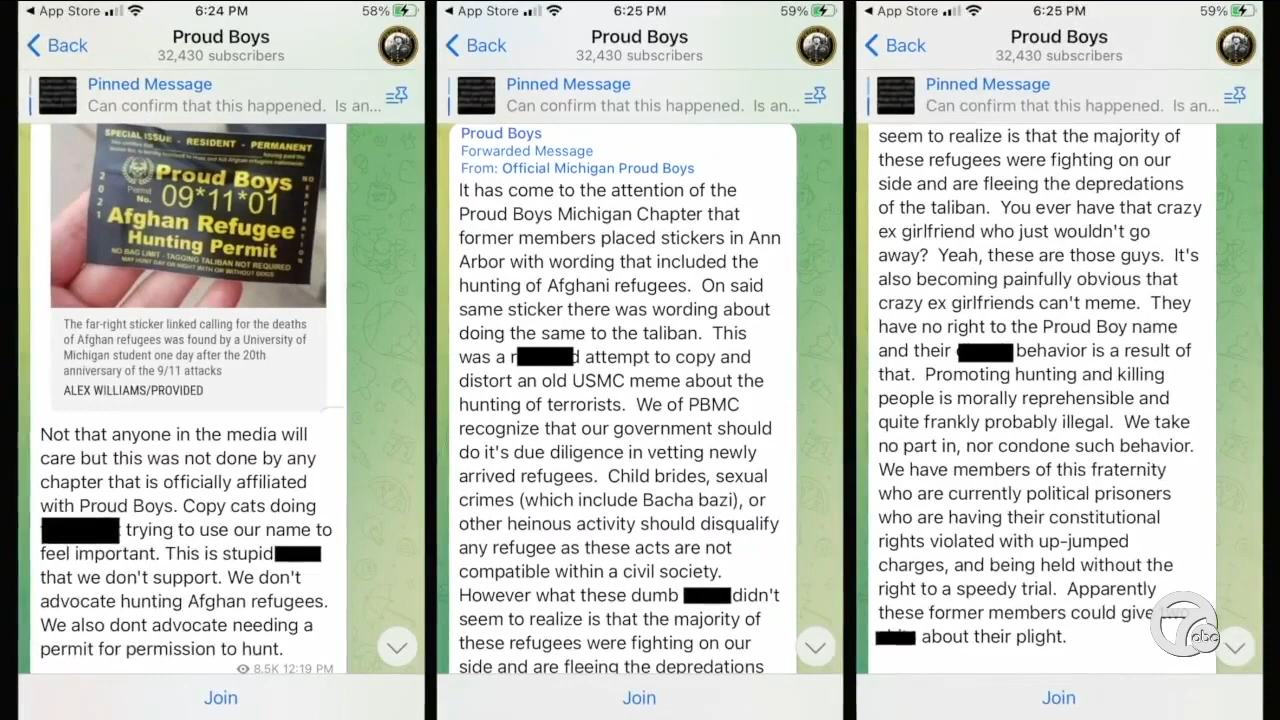 App Store
6:24 PM
58%
Back
Proud Boys
32,430 subscribers
Pinned Message
Can confirm that this happened. Is an...
SPECIAL ISSUE - RESIDENT - PERMANENT
Proud Boys
Permit No. 09*11*01
2021
NO EXPIRATION
Afghan Refugee
Hunting Permit
NO BAG LIMIT - TAGGING TALIBAN NOT REQUIRED
MAY HUNT DAY OR NIGHT WITH OR WITHOUT DOGS
The far-right sticker linked calling for the deaths
of Afghan refugees was found by a University of
Michigan student one day after the 20th
anniversary of the 9/11 attacks
ALEX WILLIAMS/PROVIDED
Not that anyone in the media will
care but this was not done by any
chapter that is officially affiliated
with Proud Boys. Copy cats doing
trying to use our name to
feel important. This is stupid
that we don't support. We don't
advocate hunting Afghan refugees.
We also dont advocate needing a
permit for permission to hunt.
8.5K 12:19 PM
Join
App Store
6:25 PM
59%
Back
Proud Boys
32,430 subscribers
Pinned Message
Can confirm that this happened. Is an...
Proud Boys
Forwarded Message
From: Official Michigan Proud Boys
It has come to the attention of the
Proud Boys Michigan Chapter that
former members placed stickers in Ann
Arbor with wording that included the
hunting of Afghani refugees. On said
same sticker there was wording about
doing the same to the taliban. This
was a r d attempt to copy and
distort an old USMC meme about the
hunting of terrorists. We of PBMC
recognize that our government should
do it's due diligence in vetting newly
arrived refugees. Child brides, sexual
crimes (which include Bacha bazi), or
other heinous activity should disqualify
any refugee as these acts are not
compatible within a civil society.
However what these dumb didn't
seem to realize is that the majority of
these refugees were fighting on our
side and are fleeing the depredations
Join
App Store
6:25 PM
59%
Back
Proud Boys
32,430 subscribers
Pinned Message
Can confirm that this happened. Is an...
seem to realize is that the majority of
these refugees were fighting on our
side and are fleeing the depredations
of the taliban. You ever have that crazy
ex girlfriend who just wouldn't go
away? Yeah, these are those guys. It's
also becoming painfully obvious that
crazy ex girlfriends can't meme. They
have no right to the Proud Boy name
and their behavior is a result of
that. Promoting hunting and killing
people is morally reprehensible and
quite frankly probably illegal. We take
no part in, nor condone such behavior.
We have members of this fraternity
who are currently political prisoners
who are having their constitutional
rights violated with up-jumped
charges, and being held without the
right to a speedy trial. Apparently
these former members could give two
about their plight.
7 abc
Join